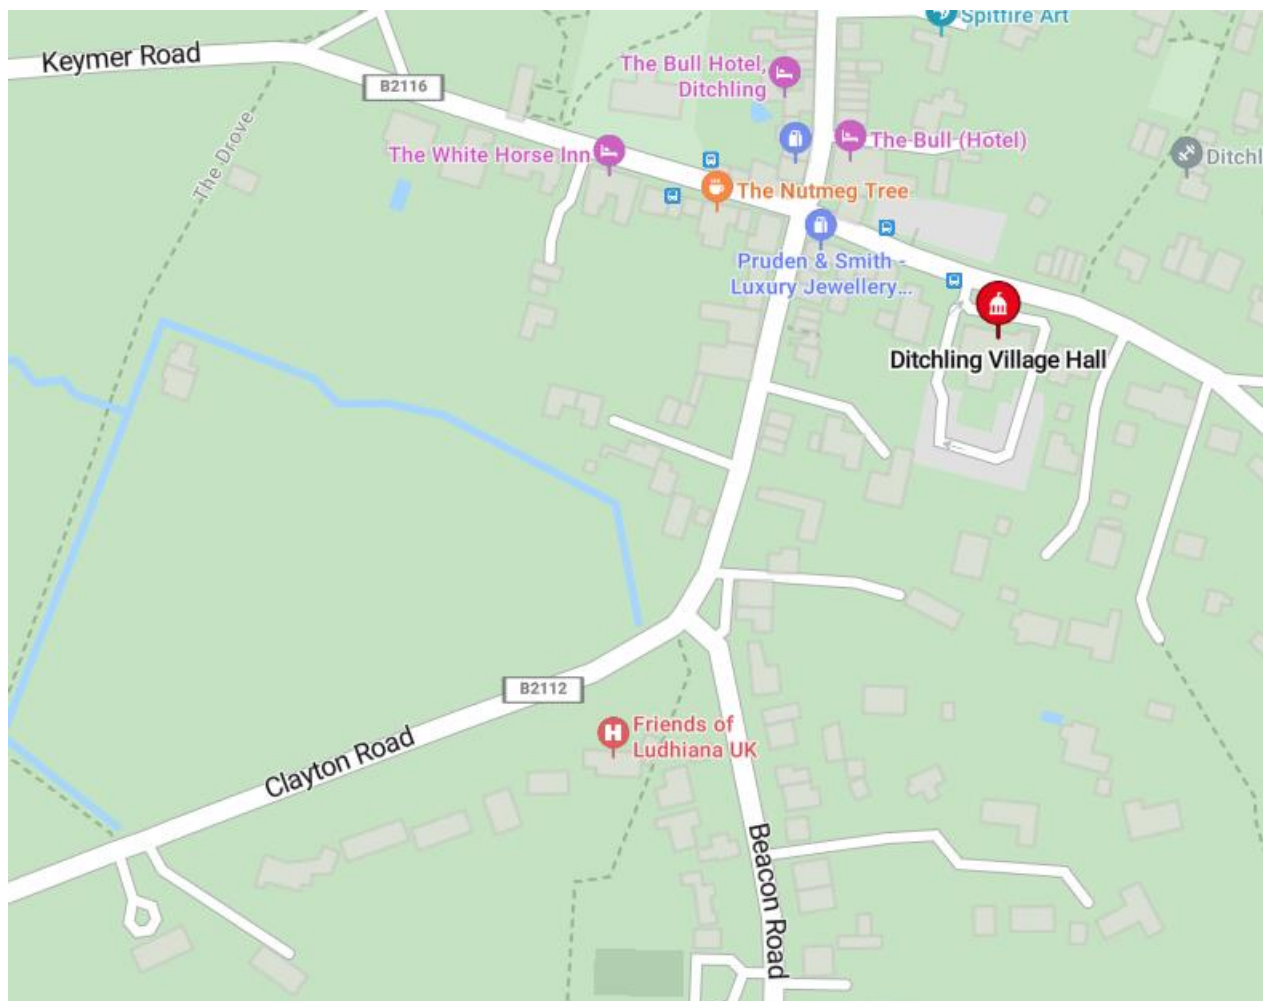 Spitfire Art
Keymer Road
The Bull Hotel,
Ditchling
B2116
The Drove
The White Horse Inn
The Bull (Hotel)
Ditchl
The Nutmeg Tree
Pruden & Smith -
Luxury Jewellery...
Ditchling Village Hall
B2112
Friends of
Ludhiana UK
H
Clayton Road
Beacon Road